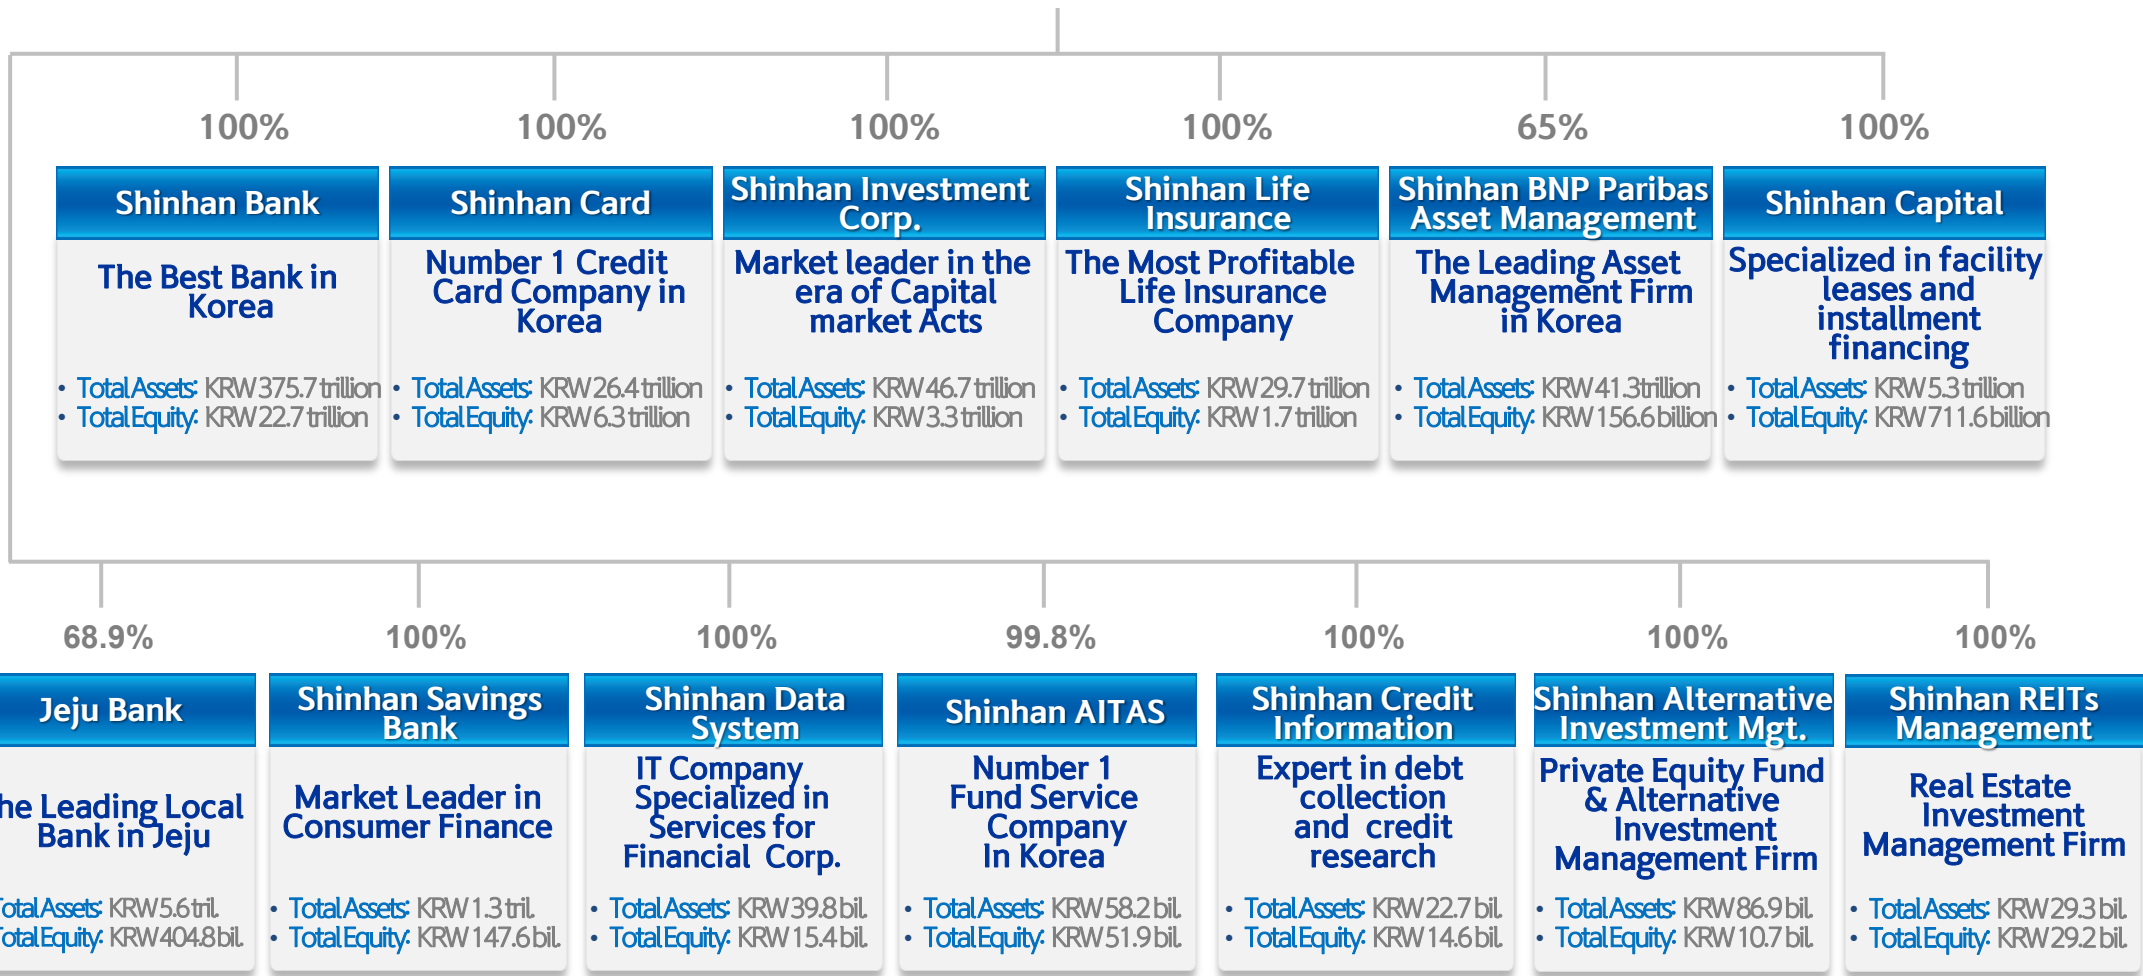 100%
100%
100%
100%
65%
100%
Shinhan Bank
The Best Bank in
Korea
• Total Assets: KRW 375.7 trillion
• Total Equity: KRW 22.7 trillion
Shinhan Card
Number 1 Credit
Card Company in
Korea
• Total Assets: KRW 26.4 trillion
• Total Equity: KRW 6.3 trillion
Shinhan Investment
Corp.
Market leader in the
era of Capital
market Acts
• Total Assets: KRW 46.7 trillion
• Total Equity: KRW 3.3 trillion
Shinhan Life
Insurance
The Most Profitable
Life Insurance
Company
• Total Assets: KRW 29.7 trillion
• Total Equity: KRW 1.7 trillion
Shinhan BNP Paribas
Asset Management
The Leading Asset
Management Firm
in Korea
• Total Assets: KRW 41.3trillion
• Total Equity: KRW 156.6 billion
Shinhan Capital
Specialized in facility
leases and
installment
financing
• Total Assets: KRW 5.3 trillion
• Total Equity: KRW 711.6 billion
68.9%
100%
100%
99.8%
100%
100%
100%
Jeju Bank
he Leading Local
Bank in Jeju
Total Assets: KRW 5.6 tril.
Total Equity: KRW 404.8 bil.
Shinhan Savings
Bank
Market Leader in
Consumer Finance
• Total Assets: KRW 1.3 tril.
• Total Equity: KRW 147.6 bil.
Shinhan Data
System
IT Company
Specialized in
Services for
Financial Corp.
• Total Assets: KRW 39.8 bil.
• Total Equity: KRW 15.4 bil.
Shinhan AITAS
Number 1
Fund Service
Company
In Korea
• Total Assets: KRW 58.2 bil.
• Total Equity: KRW 51.9 bil.
Shinhan Credit
Information
Expert in debt
collection
and credit
research
• Total Assets: KRW 22.7 bil.
• Total Equity: KRW 14.6 bil.
Shinhan Alternative
Investment Mgt.
Private Equity Fund
& Alternative
Investment
Management Firm
• Total Assets: KRW 86.9 bil.
• Total Equity: KRW 10.7 bil.
Shinhan REITs
Management
Real Estate
Investment
Management Firm
• Total Assets: KRW 29.3 bil.
• Total Equity: KRW 29.2 bil.